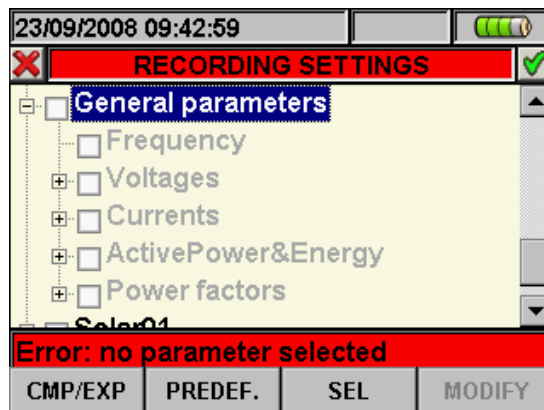 23/09/2008 09:42:59
RECORDING SETTINGS
General parameters
Frequency
Voltages
Currents
ActivePower&Energy
Power factors
Solar01
Error: no parameter selected
CMP/EXP PREDEF. SEL MODIFY